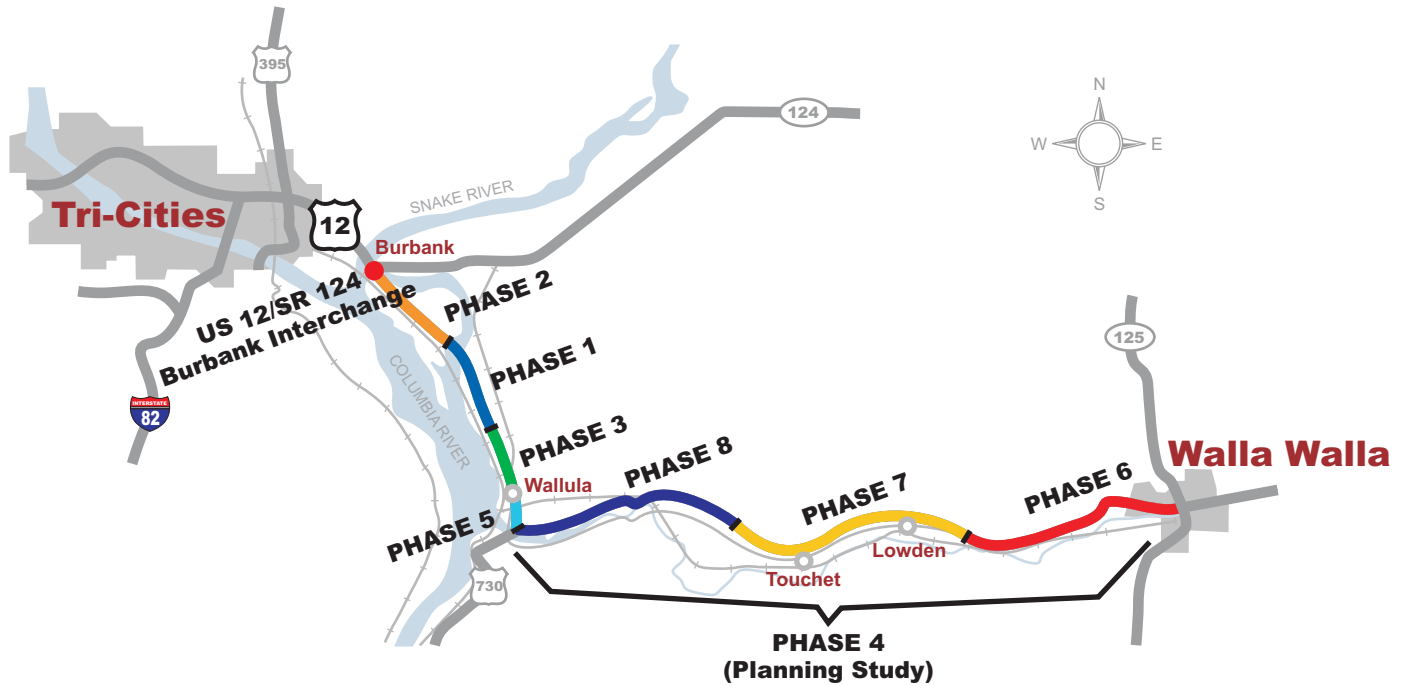 395
124
N
W
E
S
SNAKE RIVER
Tri-Cities
12
Burbank
US 12/SR 124
Burbank Interchange
PHASE 2
125
PHASE 1
COLUMBIA RIVER
INTERSTATE
82
PHASE 3
Wallula
PHASE 8
PHASE 7
PHASE 6
Walla Walla
PHASE 5
Lowden
Touchet
730
PHASE 4
(Planning Study)